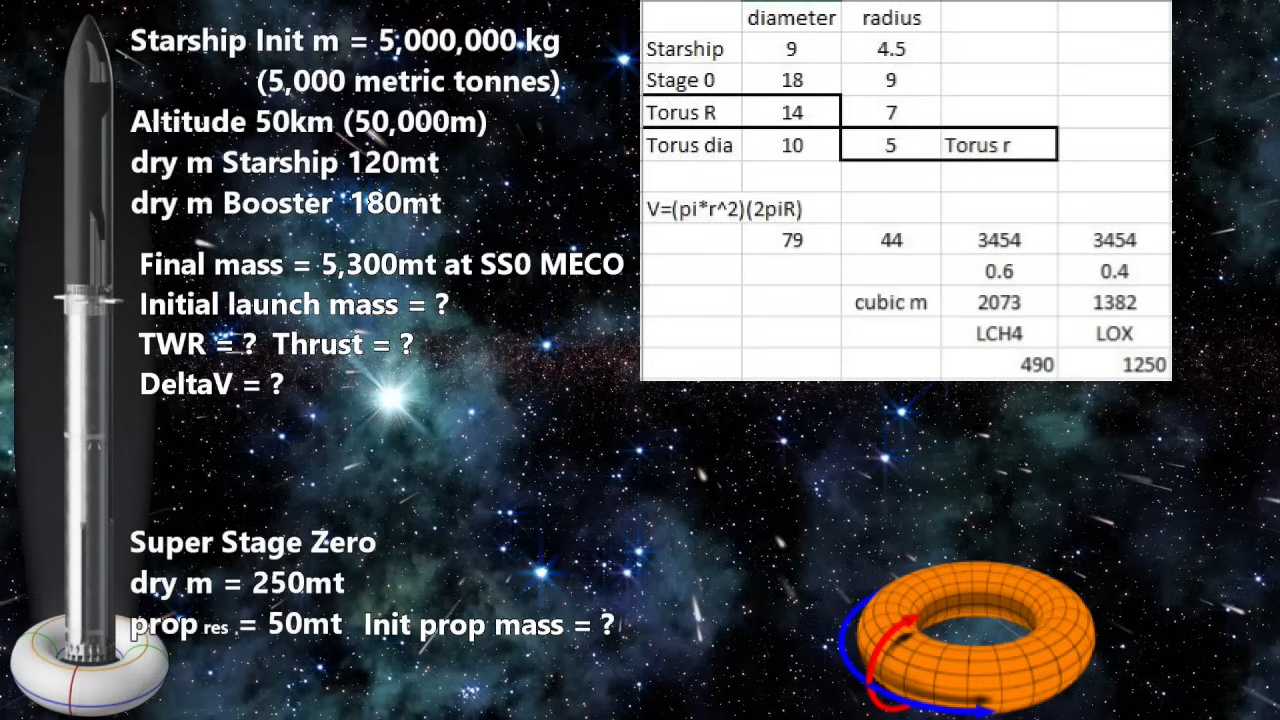 Starship Init m = 5,000,000 kg
(5,000 metric tonnes)
Altitude 50km (50,000m)
dry m Starship 120mt
dry m Booster 180mt
Final mass = 5,300mt at SS0 MECO
Initial launch mass = ?
TWR = ? Thrust = ?
DeltaV = ?
Super Stage Zero
dry m = 250mt
prop res = 50mt Init prop mass = ?
diameter radius
Starship 9 4.5
Stage 0 18 9
Torus R 14 7
Torus dia 10 5 Torus r
V=(pi*r^2)(2piR)
79 44 3454 3454
0.6 0.4
cubic m 2073 1382
LCH4 LOX
490 1250